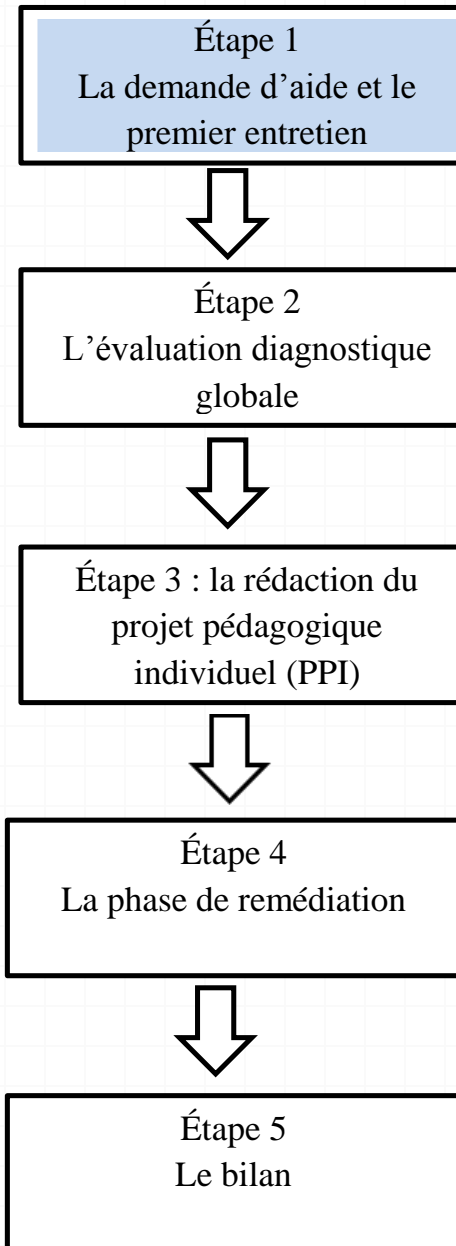 Étape 1
La demande d’aide et le
premier entretien
Étape 2
L’évaluation diagnostique
globale
Étape 3 : la rédaction du
projet pédagogique
individuel (PPI)
Étape 4
La phase de remédiation
Étape 5
Le bilan